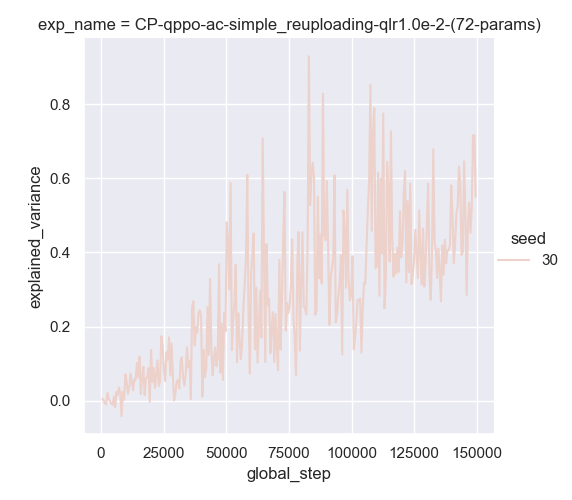 exp_name = CP-qppo-ac-simple_reuploading-qlr1.0e-2-(72-params)
explained_variance
0.8
0.6
0.4
0.2
0.0
seed
30
0 25000 50000 75000 100000 125000 150000
global_step